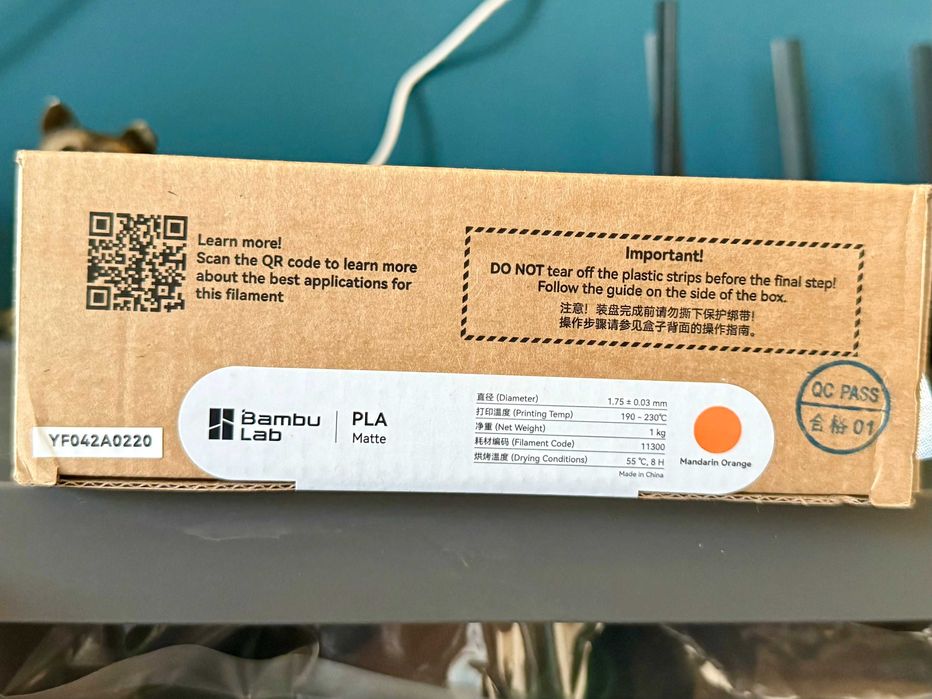 Learn more!
Scan the QR code to learn more
about the best applications for
this filament
Important!
DO NOT tear off the plastic strips before the final step!
Follow the guide on the side of the box.
注意！装盘完成前请勿撕下保护绑带!
操作步骤请参见盒子背面的操作指南。
QC PASS
合格 01
YF042A0220
Bambu
Lab
PLA
Matte
直径 (Diameter) 1.75 ± 0.03 mm
打印温度 (Printing Temp) 190 - 230℃
净重 (Net Weight) 1 kg
耗材编码 (Filament Code) 11300
烘烤温度 (Drying Conditions) 55 ℃, 8 H
Made in China
Mandarin Orange